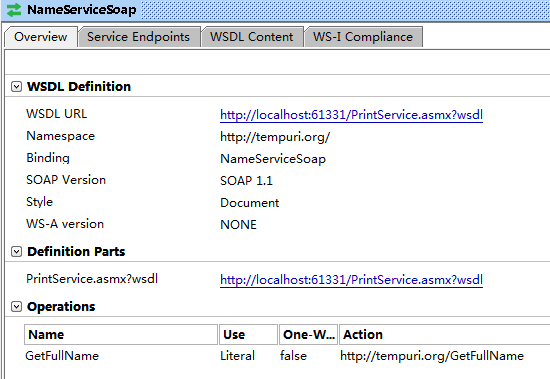 NameServiceSoap
Overview Service Endpoints WSDL Content WS-I Compliance
WSDL Definition
WSDL URL http://localhost:61331/PrintService.asmx?wsdl
Namespace http://tempuri.org/
Binding NameServiceSoap
SOAP Version SOAP 1.1
Style Document
WS-A version NONE
Definition Parts
PrintService.asmx?wsdl http://localhost:61331/PrintService.asmx?wsdl
Operations
Name Use One-W... Action
GetFullName Literal false http://tempuri.org/GetFullName